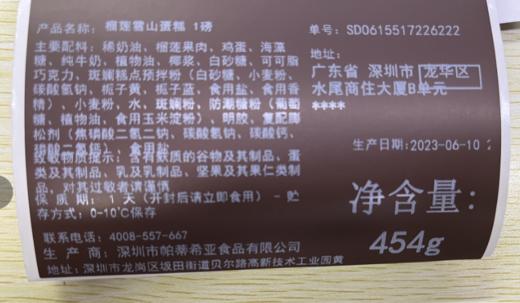 产品名称: 榴莲雪山蛋糕 1磅
主要配料: 稀奶油、榴莲果肉、鸡蛋、海藻
糖、纯牛奶、植物油、椰浆、白砂糖、可可脂
巧克力、斑斓糕点预拌粉（白砂糖、小麦粉、
碳酸氢钠、栀子黄、栀子蓝、食用盐、食用香
精）、小麦粉、水、斑斓粉、防潮糖粉（葡萄
糖、植物油、食用玉米淀粉）、明胶、复配膨
松剂（焦磷酸二氢二钠、碳酸氢钠、碳酸钙、
磷酸二氢钙）、食用盐
致敏物质提示: 含有麸质的谷物及其制品、蛋
类及其制品、乳及乳制品、坚果及其果仁类制
品，对其过敏者请谨慎
保 质 期: 1 天（开封后请立即食用）- 贮
存方式: 0-10℃保存
联系电话: 4008-557-667
生 产 商: 深圳市帕蒂希亚食品有限公司
地址: 深圳市龙岗区坂田街道贝尔路高新技术工业园黄
单号: SD0615517226222
地址:
广东省 深圳市 龙华区
水尾商住大厦B单元
****
生产日期:2023-06-10
净含量:
454g